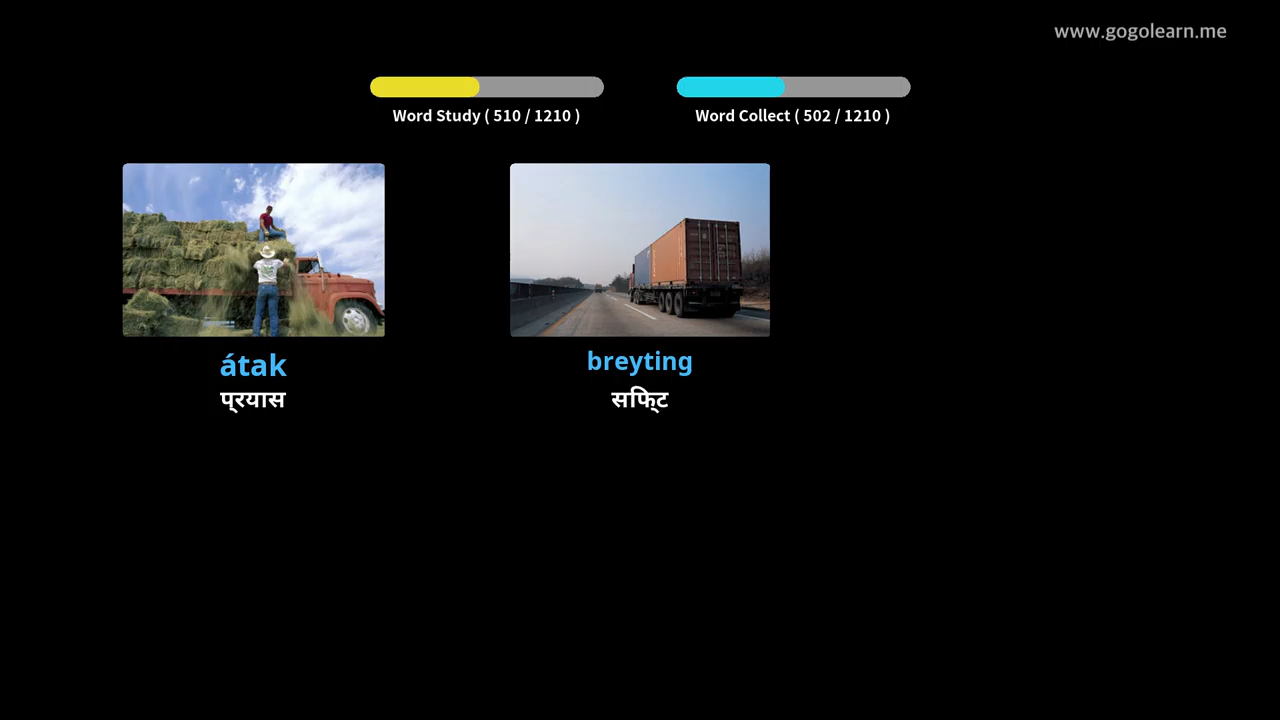 www.gogolearn.me
Word Study ( 510 / 1210 )
Word Collect ( 502 / 1210 )
átak
प्रयास
breyting
सफ्टि